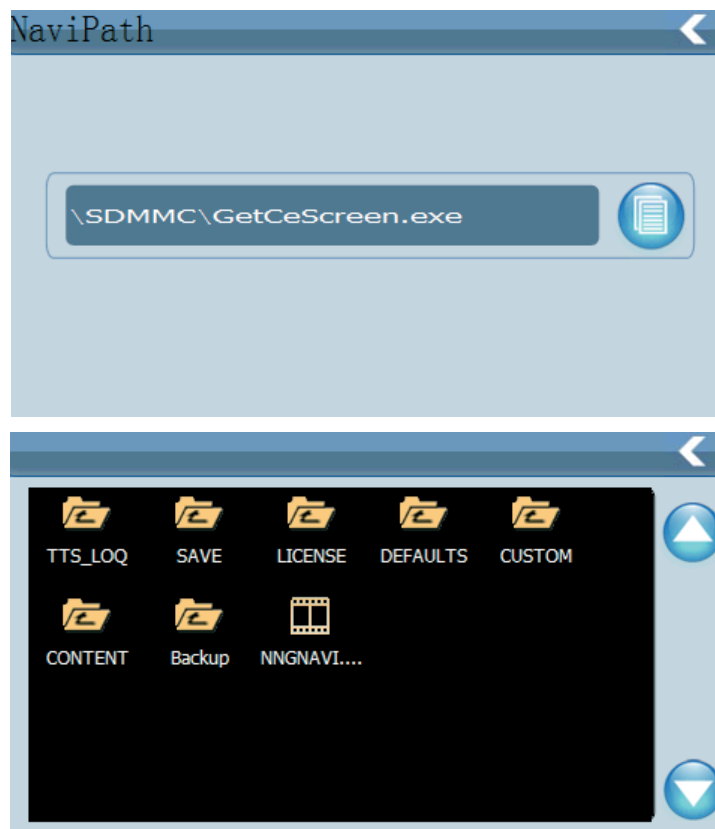 NaviPath
\SDMMC\GetCeScreen.exe
TTS_LOQ SAVE LICENSE DEFAULTS CUSTOM
CONTENT Backup NNGNAVI....